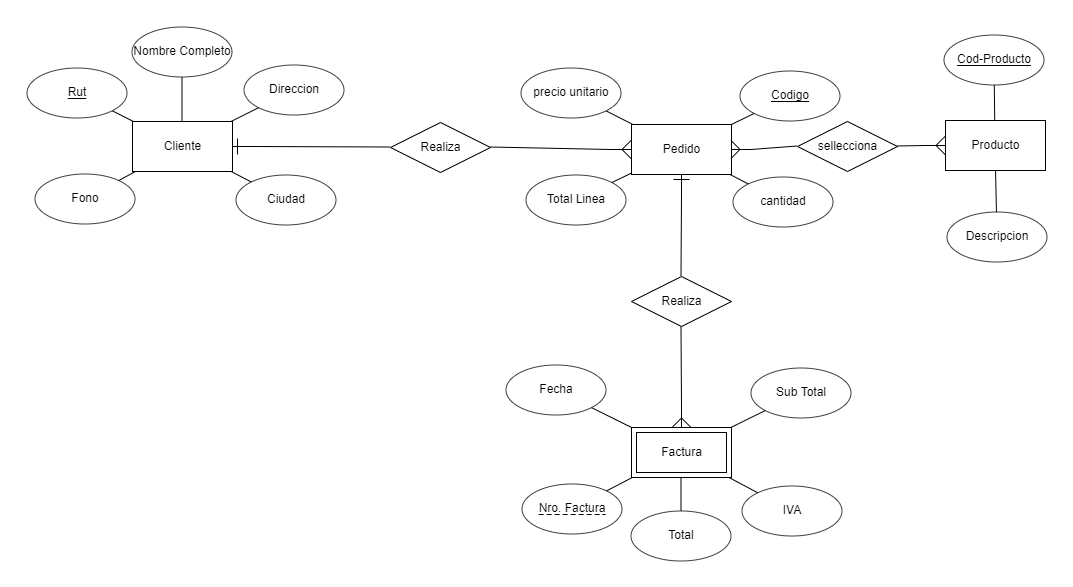 Nombre Completo
Rut
Direccion
Cliente
Fono
Ciudad
Realiza
precio unitario
Codigo
Pedido
Total Linea
cantidad
sellecciona
Cod-Producto
Producto
Descripcion
Realiza
Fecha
Sub Total
Factura
Nro. Factura
Total
IVA